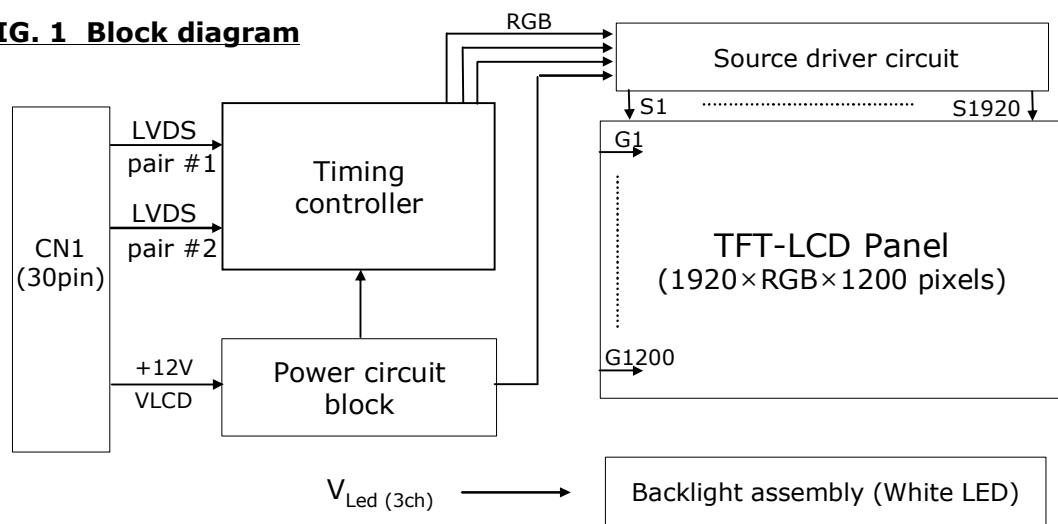 IG. 1 Block diagram
RGB
Source driver circuit
S1
S1920
LVDS
pair #1
Timing
controller
G1
LVDS
pair #2
CN1
(30pin)
TFT-LCD Panel
(1920×RGB×1200 pixels)
G1200
+12V
VLCD
Power circuit
block
VLed (3ch)
Backlight assembly (White LED)